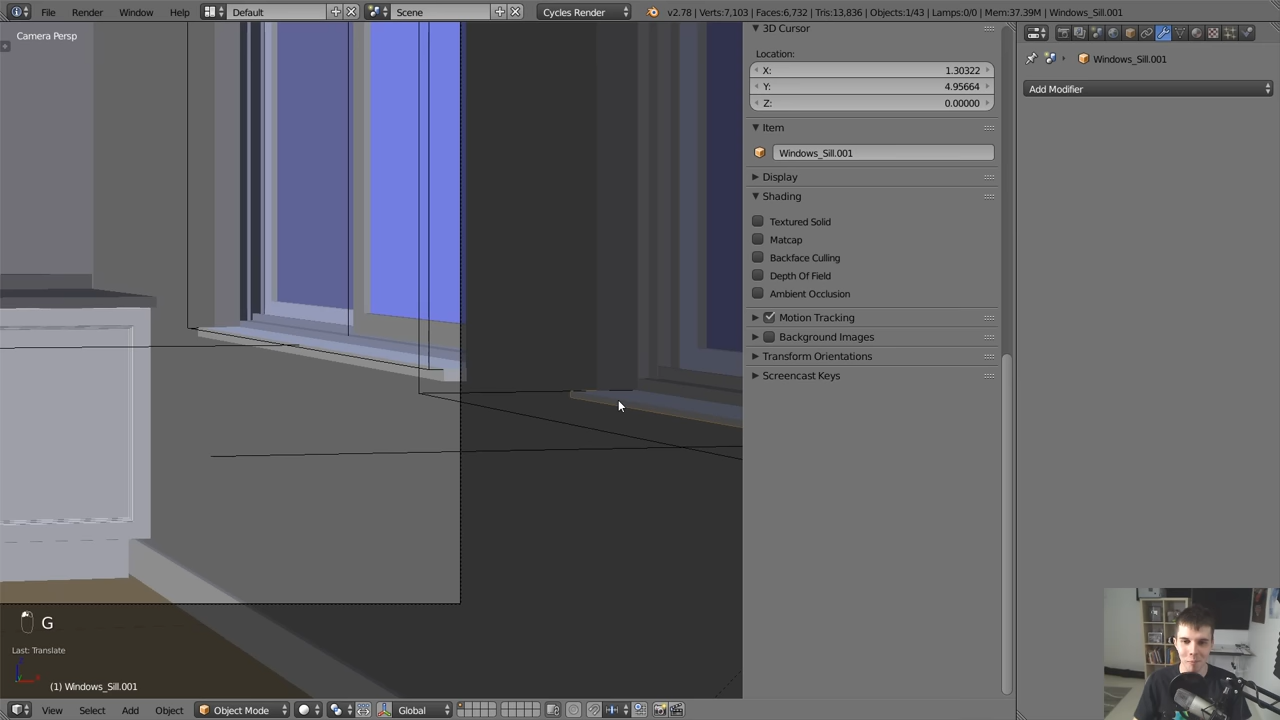 File Render Window Help Default Scene Cycles Render v2.78 | Verts:7,103 | Faces:6,732 | Tris:13,836 | Objects:1/43 | Lamps:0/0 | Mem:37.39M | Windows_Sill.001
Camera Persp
3D Cursor
Location:
X: 1.30322
Y: 4.95664
Z: 0.00000
Item
Windows_Sill.001
Display
Shading
Textured Solid
Matcap
Backface Culling
Depth Of Field
Ambient Occlusion
Motion Tracking
Background Images
Transform Orientations
Screencast Keys
Windows_Sill.001
Add Modifier
G
Last: Translate
(1) Windows_Sill.001
View Select Add Object Object Mode Global